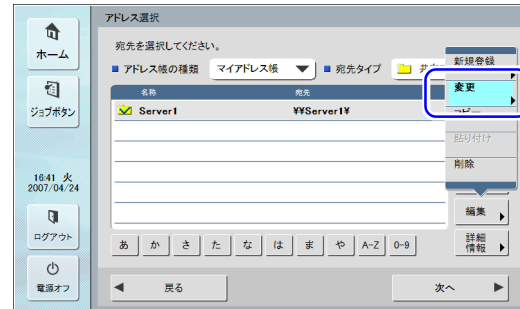 アドレス選択
ホーム
ジョブボタン
16:41 火
2007/04/24
ログアウト
電源オフ
宛先を選択してください。
アドレス帳の種類 マイアドレス帳 宛先タイプ
名称 宛先
Server1 ¥¥Server1¥
新規登録
変更
コピー
貼り付け
削除
編集
詳細
情報
あ か さ た な は ま や A-Z 0-9
戻る 次へ